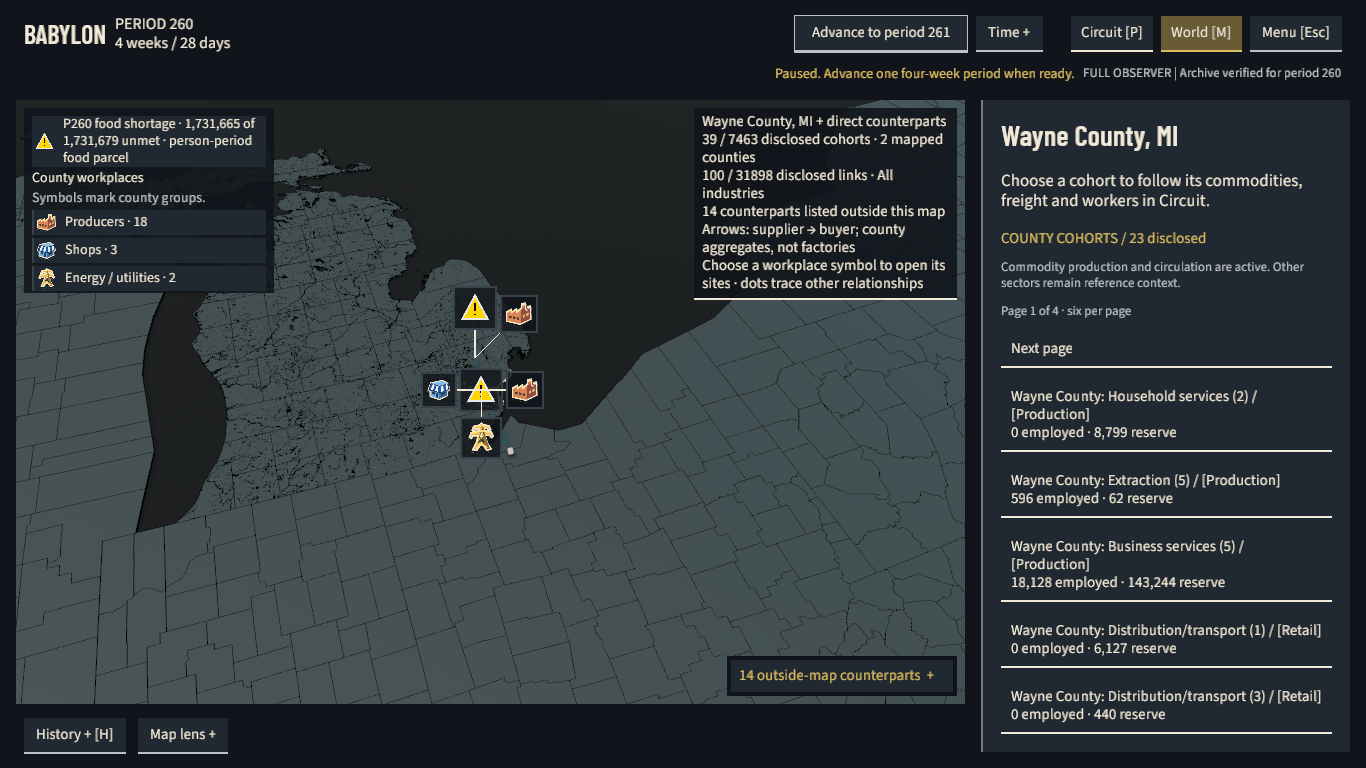 BABYLON
PERIOD 260
4 weeks / 28 days
Advance to period 261
Time +
Circuit [P]
World [M]
Menu [Esc]
Paused. Advance one four-week period when ready.
FULL OBSERVER | Archive verified for period 260
P260 food shortage · 1,731,665 of
1,731,679 unmet · person-period
food parcel
County workplaces
Symbols mark county groups.
Producers · 18
Shops · 3
Energy / utilities · 2
Wayne County, MI + direct counterparts
39 / 7463 disclosed cohorts · 2 mapped
counties
100 / 31898 disclosed links · All
industries
14 counterparts listed outside this map
Arrows: supplier → buyer; county
aggregates, not factories
Choose a workplace symbol to open its
sites · dots trace other relationships
14 outside-map counterparts +
History + [H]
Map lens +
Wayne County, MI
Choose a cohort to follow its commodities,
freight and workers in Circuit.
COUNTY COHORTS / 23 disclosed
Commodity production and circulation are active. Other
sectors remain reference context.
Page 1 of 4 · six per page
Next page
Wayne County: Household services (2) /
[Production]
0 employed · 8,799 reserve
Wayne County: Extraction (5) / [Production]
596 employed · 62 reserve
Wayne County: Business services (5) /
[Production]
18,128 employed · 143,244 reserve
Wayne County: Distribution/transport (1) / [Retail]
0 employed · 6,127 reserve
Wayne County: Distribution/transport (3) / [Retail]
0 employed · 440 reserve